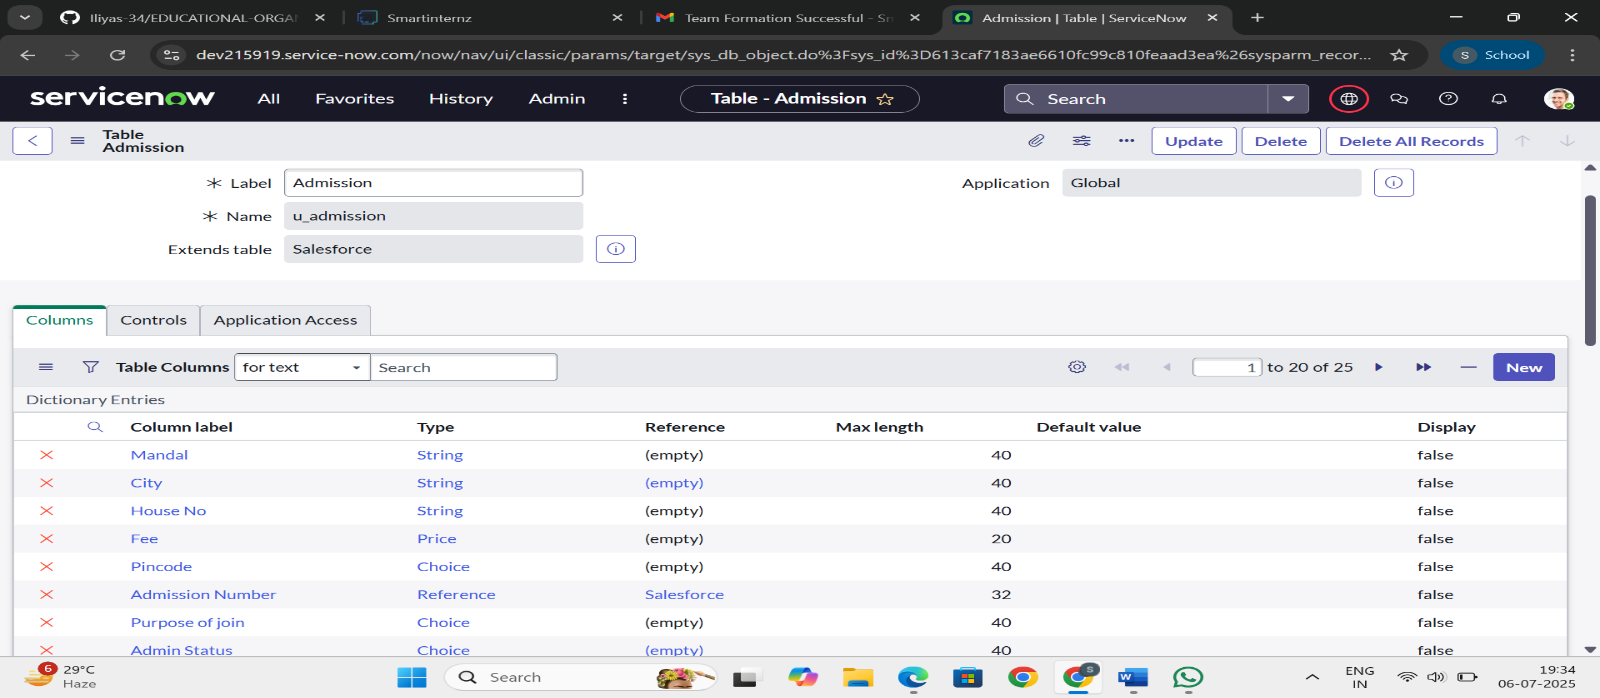 Iliyas-34/EDUCATIONAL-ORGAN
Smartinternz
Team Formation Successful - Sm
Admission | Table | ServiceNow
dev215919.service-now.com/now/nav/ui/classic/params/target/sys_db_object.do%3Fsys_id%3D613caf7183ae6610fc99c810feaad3ea%26sysparm_recor...
S School
servicenow All Favorites History Admin Table - Admission Search
Table
Admission
Update Delete Delete All Records
Label Admission Application Global
Name u_admission
Extends table Salesforce
Columns Controls Application Access
Table Columns for text Search 1 to 20 of 25 New
Dictionary Entries
Column label Type Reference Max length Default value Display
Mandal String (empty) 40 false
City String (empty) 40 false
House No String (empty) 40 false
Fee Price (empty) 20 false
Pincode Choice (empty) 40 false
Admission Number Reference Salesforce 32 false
Purpose of join Choice (empty) 40 false
Admin Status Choice (empty) 40 false
6 29°C
Haze
Search
S
W
ENG
IN
19:34
06-07-2025